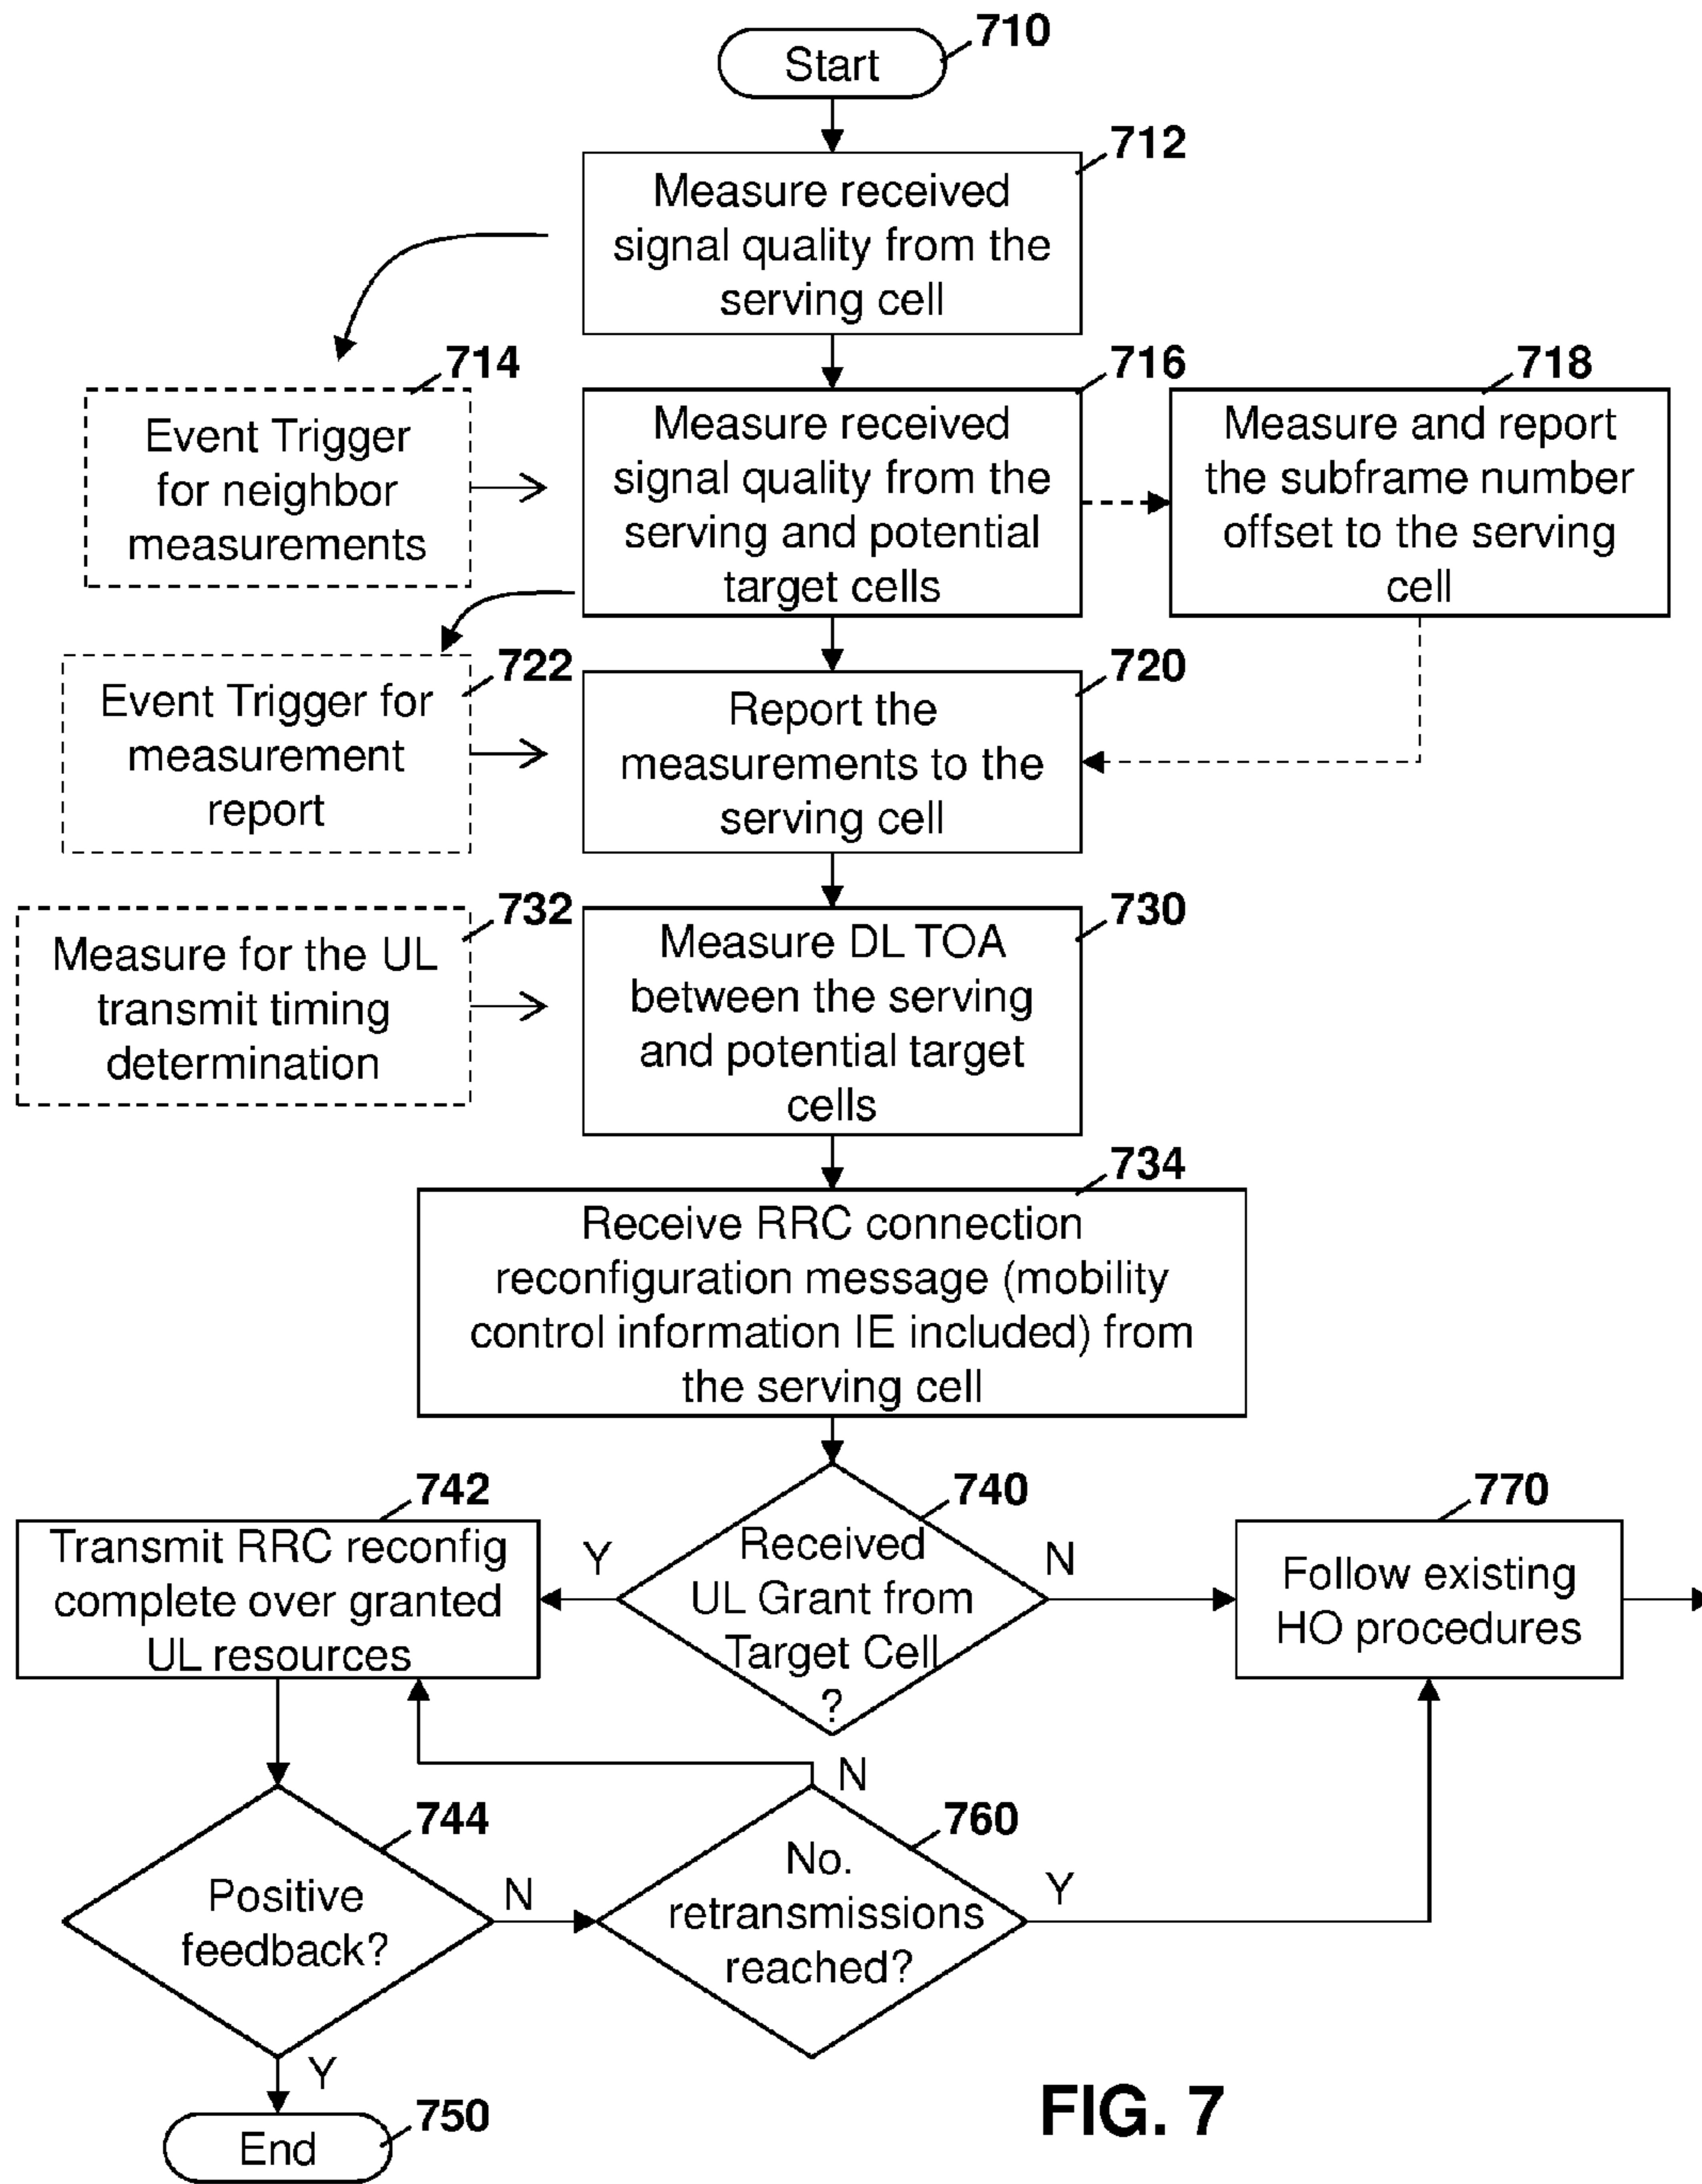 710
Start
712
Measure received
signal quality from the
serving cell
714
Event Trigger
for neighbor
measurements
716
Measure received
signal quality from the
serving and potential
target cells
718
Measure and report
the subframe number
offset to the serving
cell
722
Event Trigger for
measurement
report
720
Report the
measurements to the
serving cell
732
Measure for the UL
transmit timing
determination
730
Measure DL TOA
between the serving
and potential target
cells
734
Receive RRC connection
reconfiguration message (mobility
control information IE included) from
the serving cell
742
Transmit RRC reconfig
complete over granted
UL resources
Y
740
Received
UL Grant from
Target Cell
?
N
770
Follow existing
HO procedures
744
Positive
feedback?
N
N
760
No.
retransmissions
reached?
Y
Y
750
End
FIG. 7